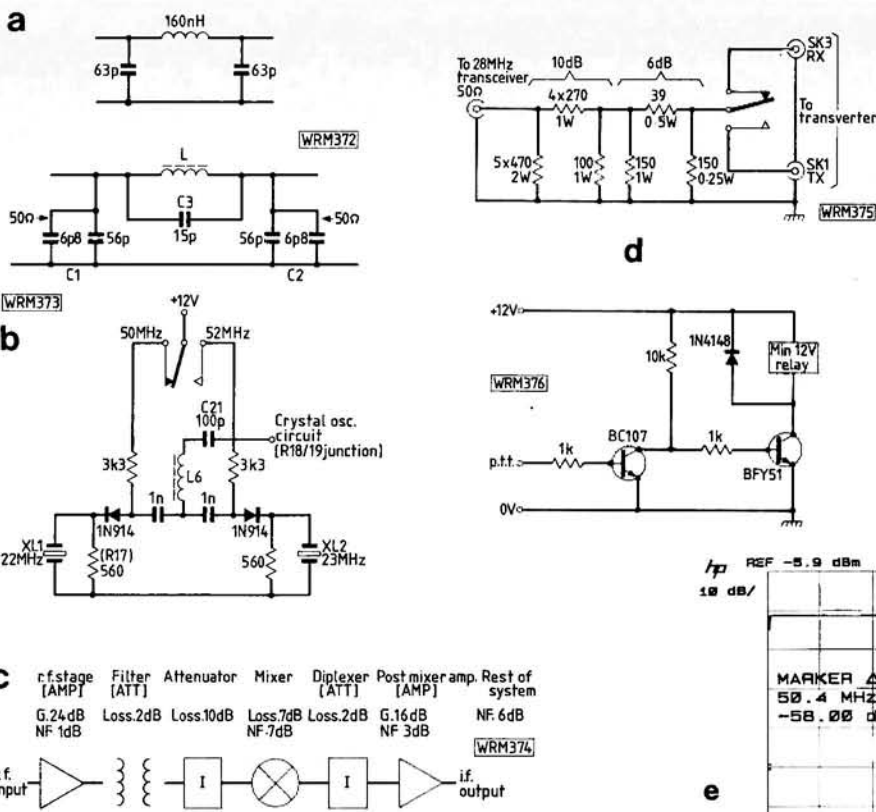 a
160nH
63p
63p
WRM372
L
C3
15p
50Ω
50Ω
6p8
56p
56p
6p8
C1
C2
WRM373
b
+12V
50MHz
52MHz
C21
100p
Crystal osc.
circuit
(R18/19 junction)
3k3
L6
3k3
1n
1n
1N914
1N914
XL1
22MHz
(R17)
560
560
XL2
23MHz
c
r.f. stage
[AMP]
Filter
[ATT]
Attenuator
Mixer
Diplexer
[ATT]
Post mixer amp.
[AMP]
Rest of
system
G.24dB
NF 1dB
Loss.2dB
Loss.10dB
Loss.7dB
NF.7dB
Loss.2dB
G.16dB
NF 3dB
NF. 6dB
WRM374
I
I
i.f.
output
To 28MHz
transceiver
50Ω
10dB
6dB
4x270
1W
39
0·5W
5x470
2W
100
1W
150
1W
150
0·25W
SK3
RX
To
transverter
SK1
TX
WRM375
d
+12V
WRM376
10k
1N4148
Min 12V
relay
BC107
1k
p.t.t.
1k
BFY51
0V
hp REF -5.9 dBm
10 dB/
MARKER Δ
50.4 MHz
-58.00 d
e